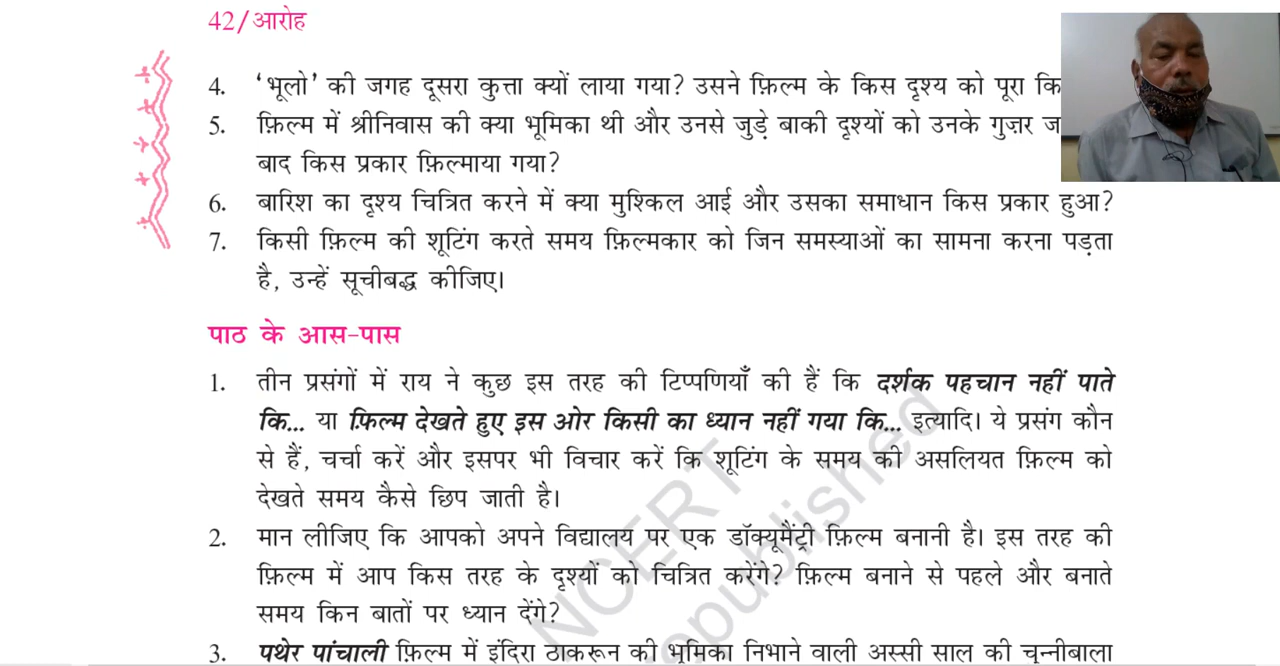 42/आरोह
4. ‘भूलो’ की जगह दूसरा कुत्ता क्यों लाया गया? उसने फ़िल्म के किस दृश्य को पूरा कि
5. फ़िल्म में श्रीनिवास की क्या भूमिका थी और उनसे जुड़े बाकी दृश्यों को उनके गुज़र ज
बाद किस प्रकार फ़िल्माया गया?
6. बारिश का दृश्य चित्रित करने में क्या मुश्किल आई और उसका समाधान किस प्रकार हुआ?
7. किसी फ़िल्म की शूटिंग करते समय फ़िल्मकार को जिन समस्याओं का सामना करना पड़ता
है, उन्हें सूचीबद्ध कीजिए।
पाठ के आस-पास
1. तीन प्रसंगों में राय ने कुछ इस तरह की टिप्पणियाँ की हैं कि दर्शक पहचान नहीं पाते
कि... या फ़िल्म देखते हुए इस ओर किसी का ध्यान नहीं गया कि... इत्यादि। ये प्रसंग कौन
से हैं, चर्चा करें और इसपर भी विचार करें कि शूटिंग के समय की असलियत फ़िल्म को
देखते समय कैसे छिप जाती है।
2. मान लीजिए कि आपको अपने विद्यालय पर एक डॉक्यूमैंट्री फ़िल्म बनानी है। इस तरह की
फ़िल्म में आप किस तरह के दृश्यों को चित्रित करेंगे? फ़िल्म बनाने से पहले और बनाते
समय किन बातों पर ध्यान देंगे?
3. पथेर पांचाली फ़िल्म में इंदिरा ठाकरून की भूमिका निभाने वाली अस्सी साल की चुन्नीबाला
NCERT
republished